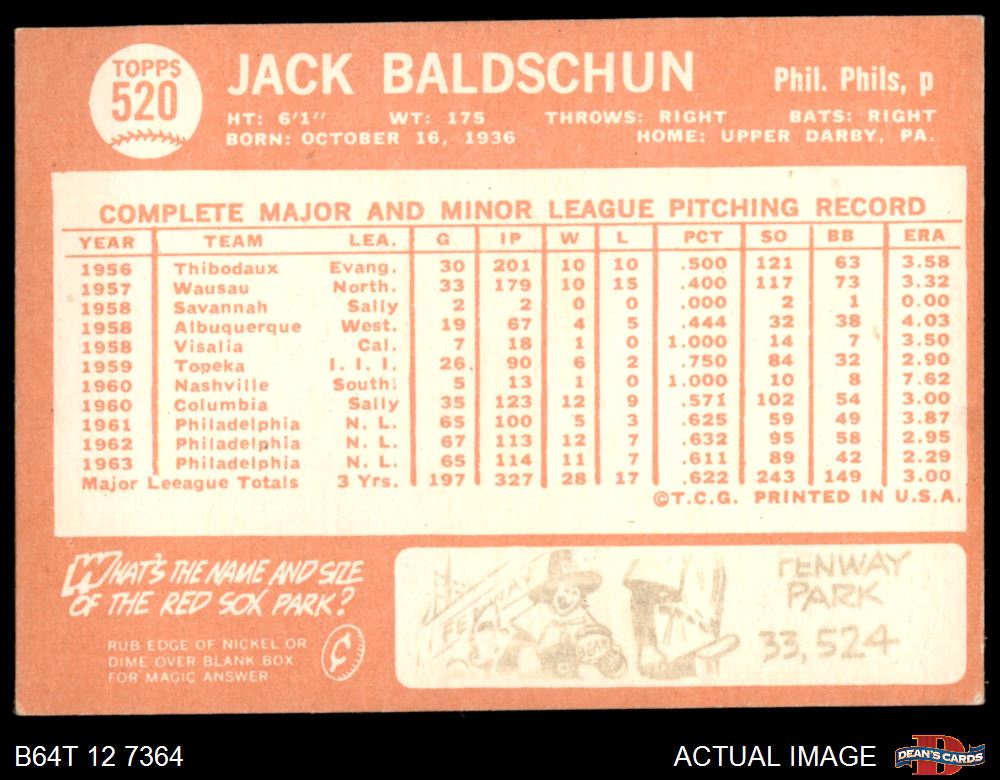 TOPPS
520
JACK BALDSCHUN
Phil. Phils, p
HT: 6'1" WT: 175 THROWS: RIGHT BATS: RIGHT
BORN: OCTOBER 16, 1936 HOME: UPPER DARBY, PA.
COMPLETE MAJOR AND MINOR LEAGUE PITCHING RECORD
YEAR TEAM LEA. G IP W L PCT SO BB ERA
1956 Thibodaux Evang. 30 201 10 10 .500 121 63 3.58
1957 Wausau North. 33 179 10 15 .400 117 73 3.32
1958 Savannah Sally 2 2 0 0 .000 2 1 0.00
1958 Albuquerque West. 19 67 4 5 .444 32 38 4.03
1958 Visalia Cal. 7 18 1 0 1.000 14 7 3.50
1959 Topeka I. I. I. 26 90 6 2 .750 84 32 2.90
1960 Nashville South. 5 13 1 0 1.000 10 8 7.62
1960 Columbia Sally 35 123 12 9 .571 102 54 3.00
1961 Philadelphia N. L. 65 100 5 3 .625 59 49 3.87
1962 Philadelphia N. L. 67 113 12 7 .632 95 58 2.95
1963 Philadelphia N. L. 65 114 11 7 .611 89 42 2.29
Major Leeague Totals 3 Yrs. 197 327 28 17 .622 243 149 3.00
©T.C.G. PRINTED IN U.S.A.
WHAT'S THE NAME AND SIZE
OF THE RED SOX PARK?
RUB EDGE OF NICKEL OR
DIME OVER BLANK BOX
FOR MAGIC ANSWER
FENWAY
PARK
33,524
B64T 12 7364
ACTUAL IMAGE
DEAN'S CARDS